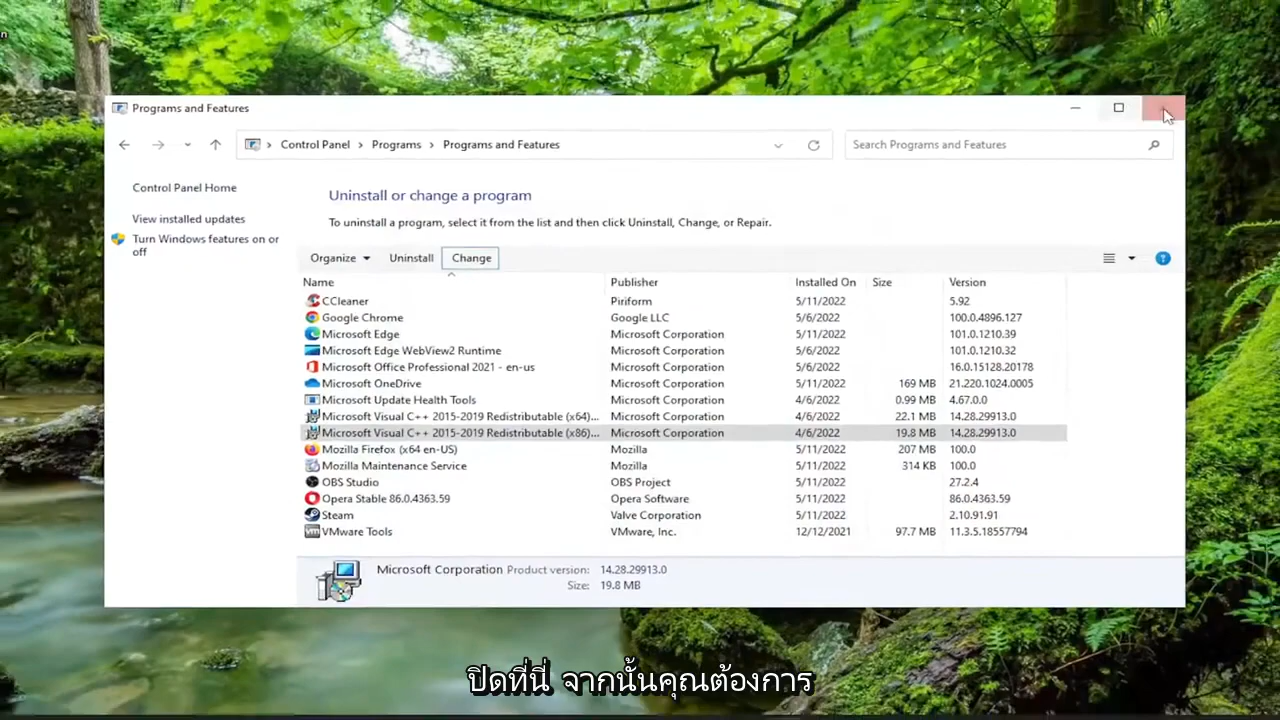 n
Programs and Features
Control Panel > Programs > Programs and Features
Search Programs and Features
Control Panel Home
View installed updates
Turn Windows features on or
off
Uninstall or change a program
To uninstall a program, select it from the list and then click Uninstall, Change, or Repair.
Organize Uninstall Change
Name Publisher Installed On Size Version
CCleaner Piriform 5/11/2022 5.92
Google Chrome Google LLC 5/6/2022 100.0.4896.127
Microsoft Edge Microsoft Corporation 5/11/2022 101.0.1210.39
Microsoft Edge WebView2 Runtime Microsoft Corporation 5/6/2022 101.0.1210.32
Microsoft Office Professional 2021 - en-us Microsoft Corporation 5/6/2022 16.0.15128.20178
Microsoft OneDrive Microsoft Corporation 5/11/2022 169 MB 21.220.1024.0005
Microsoft Update Health Tools Microsoft Corporation 4/6/2022 0.99 MB 4.67.0.0
Microsoft Visual C++ 2015-2019 Redistributable (x64)... Microsoft Corporation 4/6/2022 22.1 MB 14.28.29913.0
Microsoft Visual C++ 2015-2019 Redistributable (x86)... Microsoft Corporation 4/6/2022 19.8 MB 14.28.29913.0
Mozilla Firefox (x64 en-US) Mozilla 5/11/2022 207 MB 100.0
Mozilla Maintenance Service Mozilla 5/11/2022 314 KB 100.0
OBS Studio OBS Project 5/11/2022 27.2.4
Opera Stable 86.0.4363.59 Opera Software 5/11/2022 86.0.4363.59
Steam Valve Corporation 5/11/2022 2.10.91.91
VMware Tools VMware, Inc. 12/12/2021 97.7 MB 11.3.5.18557794
Microsoft Corporation Product version: 14.28.29913.0
Size: 19.8 MB
ปิดที่นี่ จากนั้นคุณต้องการ